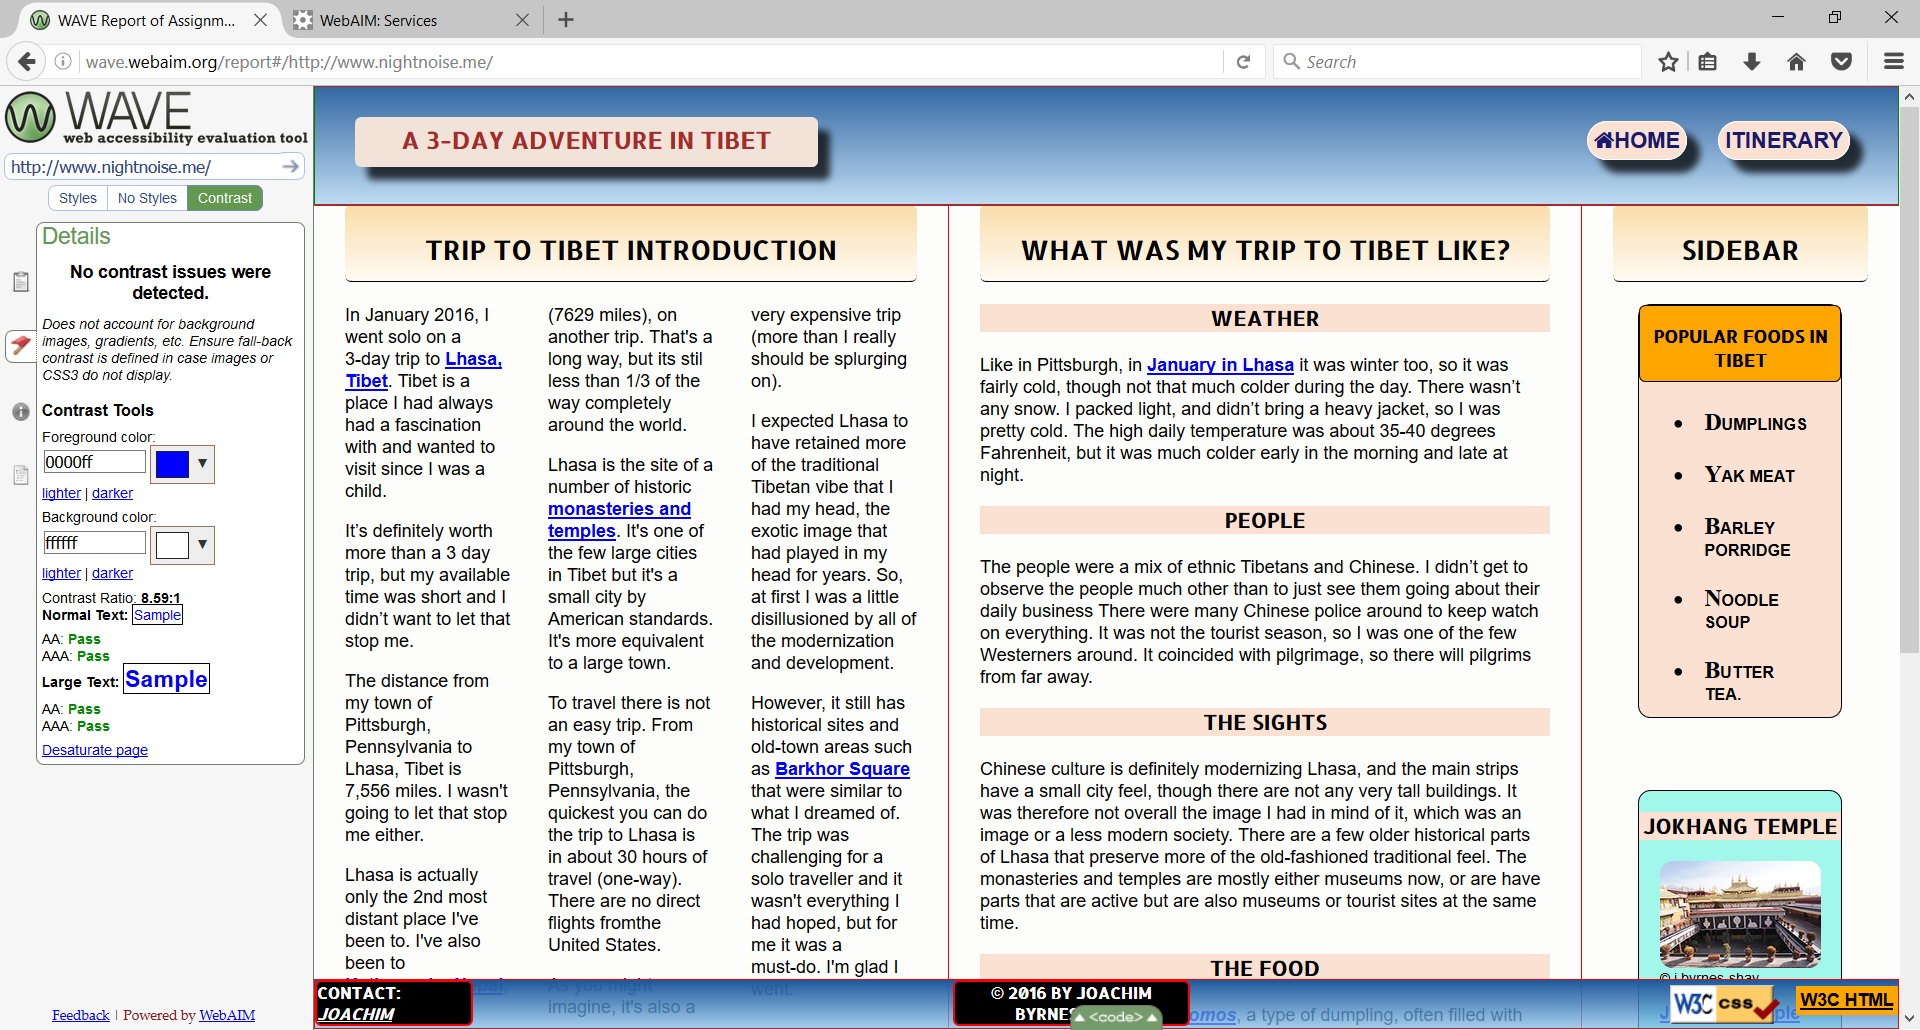 WAVE Report of Assignm...
WebAIM: Services
wave.webaim.org/report#/http://www.nightnoise.me/
Search
WAVE
web accessibility evaluation tool
http://www.nightnoise.me/
Styles
No Styles
Contrast
Details
No contrast issues were
detected.
Does not account for background
images, gradients, etc. Ensure fall-back
contrast is defined in case images or
CSS3 do not display.
Contrast Tools
Foreground color:
0000ff
lighter | darker
Background color:
ffffff
lighter | darker
Contrast Ratio: 8.59:1
Normal Text: Sample
AA: Pass
AAA: Pass
Large Text: Sample
AA: Pass
AAA: Pass
Desaturate page
Feedback | Powered by WebAIM
A 3-DAY ADVENTURE IN TIBET
HOME
ITINERARY
TRIP TO TIBET INTRODUCTION
In January 2016, I
went solo on a
3-day trip to Lhasa,
Tibet. Tibet is a
place I had always
had a fascination
with and wanted to
visit since I was a
child.
It’s definitely worth
more than a 3 day
trip, but my available
time was short and I
didn’t want to let that
stop me.
The distance from
my town of
Pittsburgh,
Pennsylvania to
Lhasa, Tibet is
7,556 miles. I wasn't
going to let that stop
me either.
Lhasa is actually
only the 2nd most
distant place I've
been to. I've also
been to
(7629 miles), on
another trip. That's a
long way, but its stil
less than 1/3 of the
way completely
around the world.
Lhasa is the site of a
number of historic
monasteries and
temples. It's one of
the few large cities
in Tibet but it's a
small city by
American standards.
It's more equivalent
to a large town.
To travel there is not
an easy trip. From
my town of
Pittsburgh,
Pennsylvania, the
quickest you can do
the trip to Lhasa is
in about 30 hours of
travel (one-way).
There are no direct
flights fromthe
United States.
As you might
imagine, it's also a
very expensive trip
(more than I really
should be splurging
on).
I expected Lhasa to
have retained more
of the traditional
Tibetan vibe that I
had my head, the
exotic image that
had played in my
head for years. So,
at first I was a little
disillusioned by all of
the modernization
and development.
However, it still has
historical sites and
old-town areas such
as Barkhor Square
that were similar to
what I dreamed of.
The trip was
challenging for a
solo traveller and it
wasn't everything I
had hoped, but for
me it was a
must-do. I'm glad I
went.
WHAT WAS MY TRIP TO TIBET LIKE?
WEATHER
Like in Pittsburgh, in January in Lhasa it was winter too, so it was
fairly cold, though not that much colder during the day. There wasn’t
any snow. I packed light, and didn’t bring a heavy jacket, so I was
pretty cold. The high daily temperature was about 35-40 degrees
Fahrenheit, but it was much colder early in the morning and late at
night.
PEOPLE
The people were a mix of ethnic Tibetans and Chinese. I didn’t get to
observe the people much other than to just see them going about their
daily business There were many Chinese police around to keep watch
on everything. It was not the tourist season, so I was one of the few
Westerners around. It coincided with pilgrimage, so there will pilgrims
from far away.
THE SIGHTS
Chinese culture is definitely modernizing Lhasa, and the main strips
have a small city feel, though there are not any very tall buildings. It
was therefore not overall the image I had in mind of it, which was an
image or a less modern society. There are a few older historical parts
of Lhasa that preserve more of the old-fashioned traditional feel. The
monasteries and temples are mostly either museums now, or are have
parts that are active but are also museums or tourist sites at the same
time.
THE FOOD
omos, a type of dumpling, often filled with
SIDEBAR
POPULAR FOODS IN
TIBET
• DUMPLINGS
• YAK MEAT
• BARLEY
PORRIDGE
• NOODLE
SOUP
• BUTTER
TEA.
JOKHANG TEMPLE
© j.byrnes-shay
CONTACT:
JOACHIM
© 2016 BY JOACHIM
BYRNES
<code>
W3C css
W3C HTML